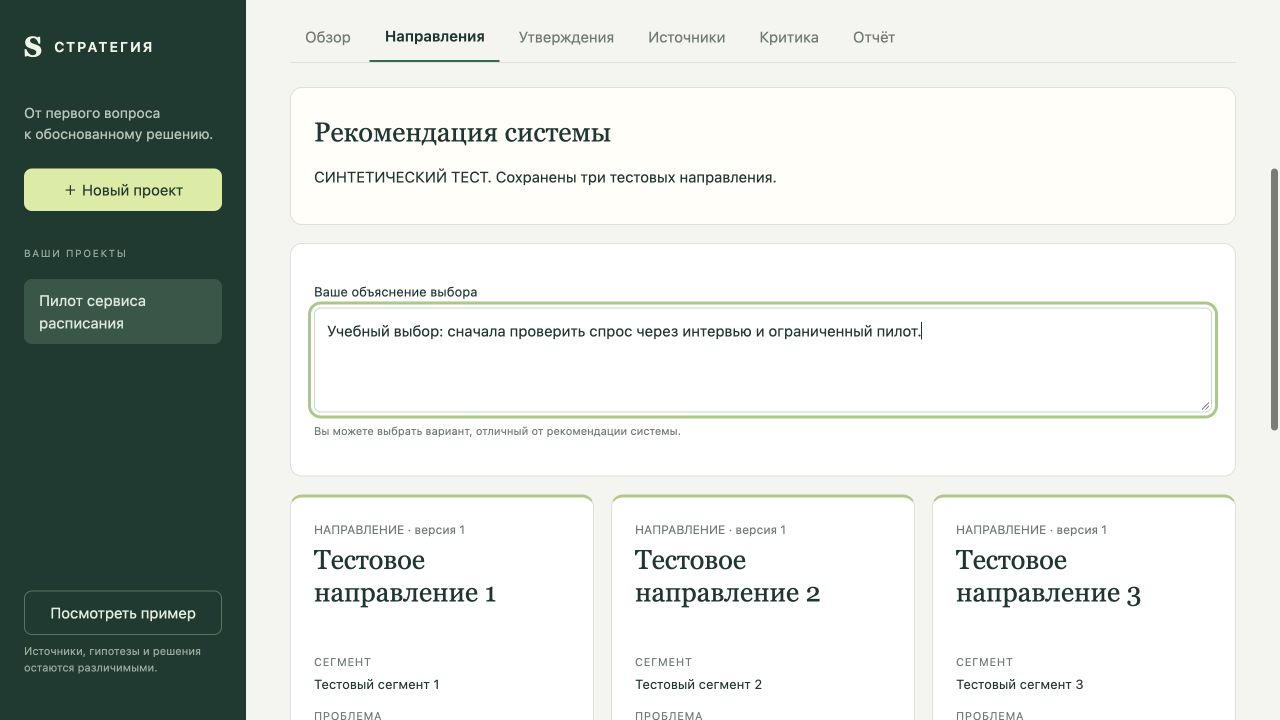 S СТРАТЕГИЯ
От первого вопроса
к обоснованному решению.
+ Новый проект
ВАШИ ПРОЕКТЫ
Пилот сервиса
расписания
Посмотреть пример
Источники, гипотезы и решения
остаются различимыми.
Обзор Направления Утверждения Источники Критика Отчёт
Рекомендация системы
СИНТЕТИЧЕСКИЙ ТЕСТ. Сохранены три тестовых направления.
Ваше объяснение выбора
Учебный выбор: сначала проверить спрос через интервью и ограниченный пилот.
Вы можете выбрать вариант, отличный от рекомендации системы.
НАПРАВЛЕНИЕ · версия 1
Тестовое
направление 1
СЕГМЕНТ
Тестовый сегмент 1
ПРОБЛЕМА
НАПРАВЛЕНИЕ · версия 1
Тестовое
направление 2
СЕГМЕНТ
Тестовый сегмент 2
ПРОБЛЕМА
НАПРАВЛЕНИЕ · версия 1
Тестовое
направление 3
СЕГМЕНТ
Тестовый сегмент 3
ПРОБЛЕМА